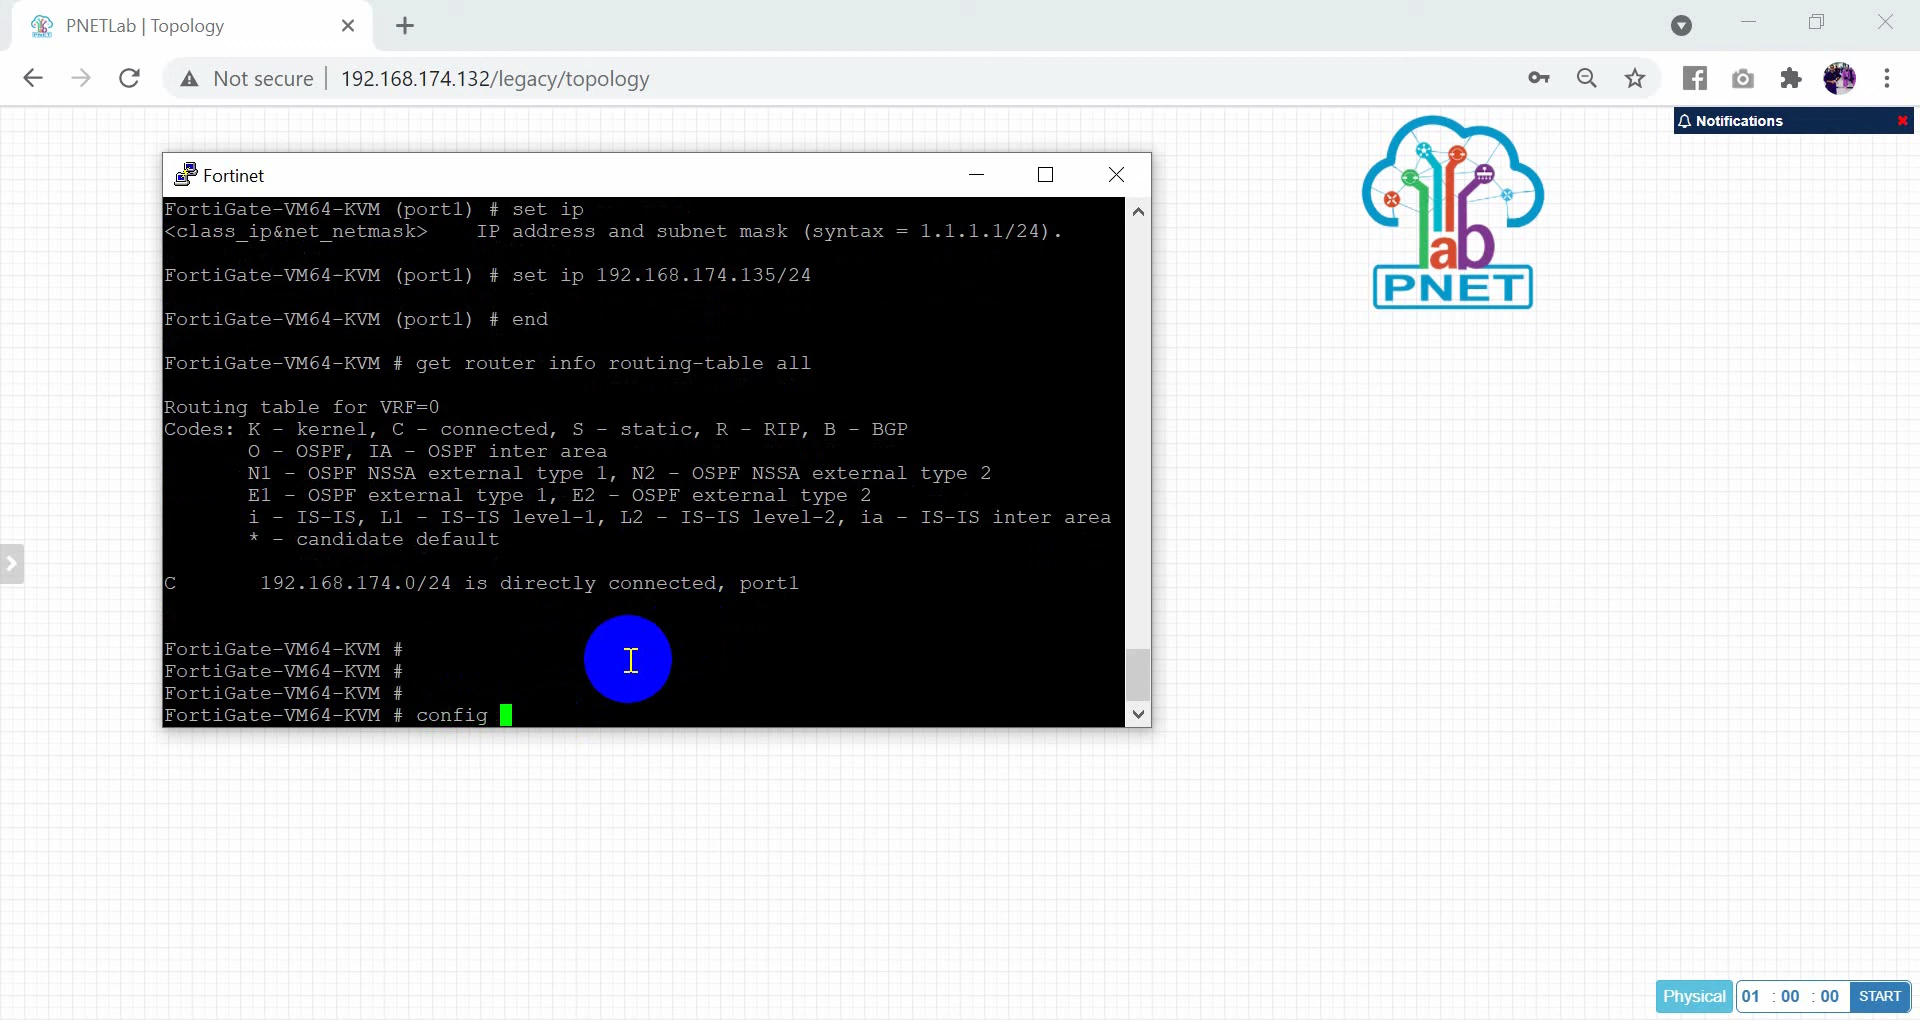 PNETLab | Topology
Not secure | 192.168.174.132/legacy/topology
Notifications
lab
PNET
Fortinet
FortiGate-VM64-KVM (port1) # set ip
<class_ip&net_netmask>    IP address and subnet mask (syntax = 1.1.1.1/24).
FortiGate-VM64-KVM (port1) # set ip 192.168.174.135/24
FortiGate-VM64-KVM (port1) # end
FortiGate-VM64-KVM # get router info routing-table all
Routing table for VRF=0
Codes: K - kernel, C - connected, S - static, R - RIP, B - BGP
       O - OSPF, IA - OSPF inter area
       N1 - OSPF NSSA external type 1, N2 - OSPF NSSA external type 2
       E1 - OSPF external type 1, E2 - OSPF external type 2
       i - IS-IS, L1 - IS-IS level-1, L2 - IS-IS level-2, ia - IS-IS inter area
       * - candidate default
C       192.168.174.0/24 is directly connected, port1
FortiGate-VM64-KVM #
FortiGate-VM64-KVM #
FortiGate-VM64-KVM #
FortiGate-VM64-KVM # config
Physical 01 : 00 : 00 START